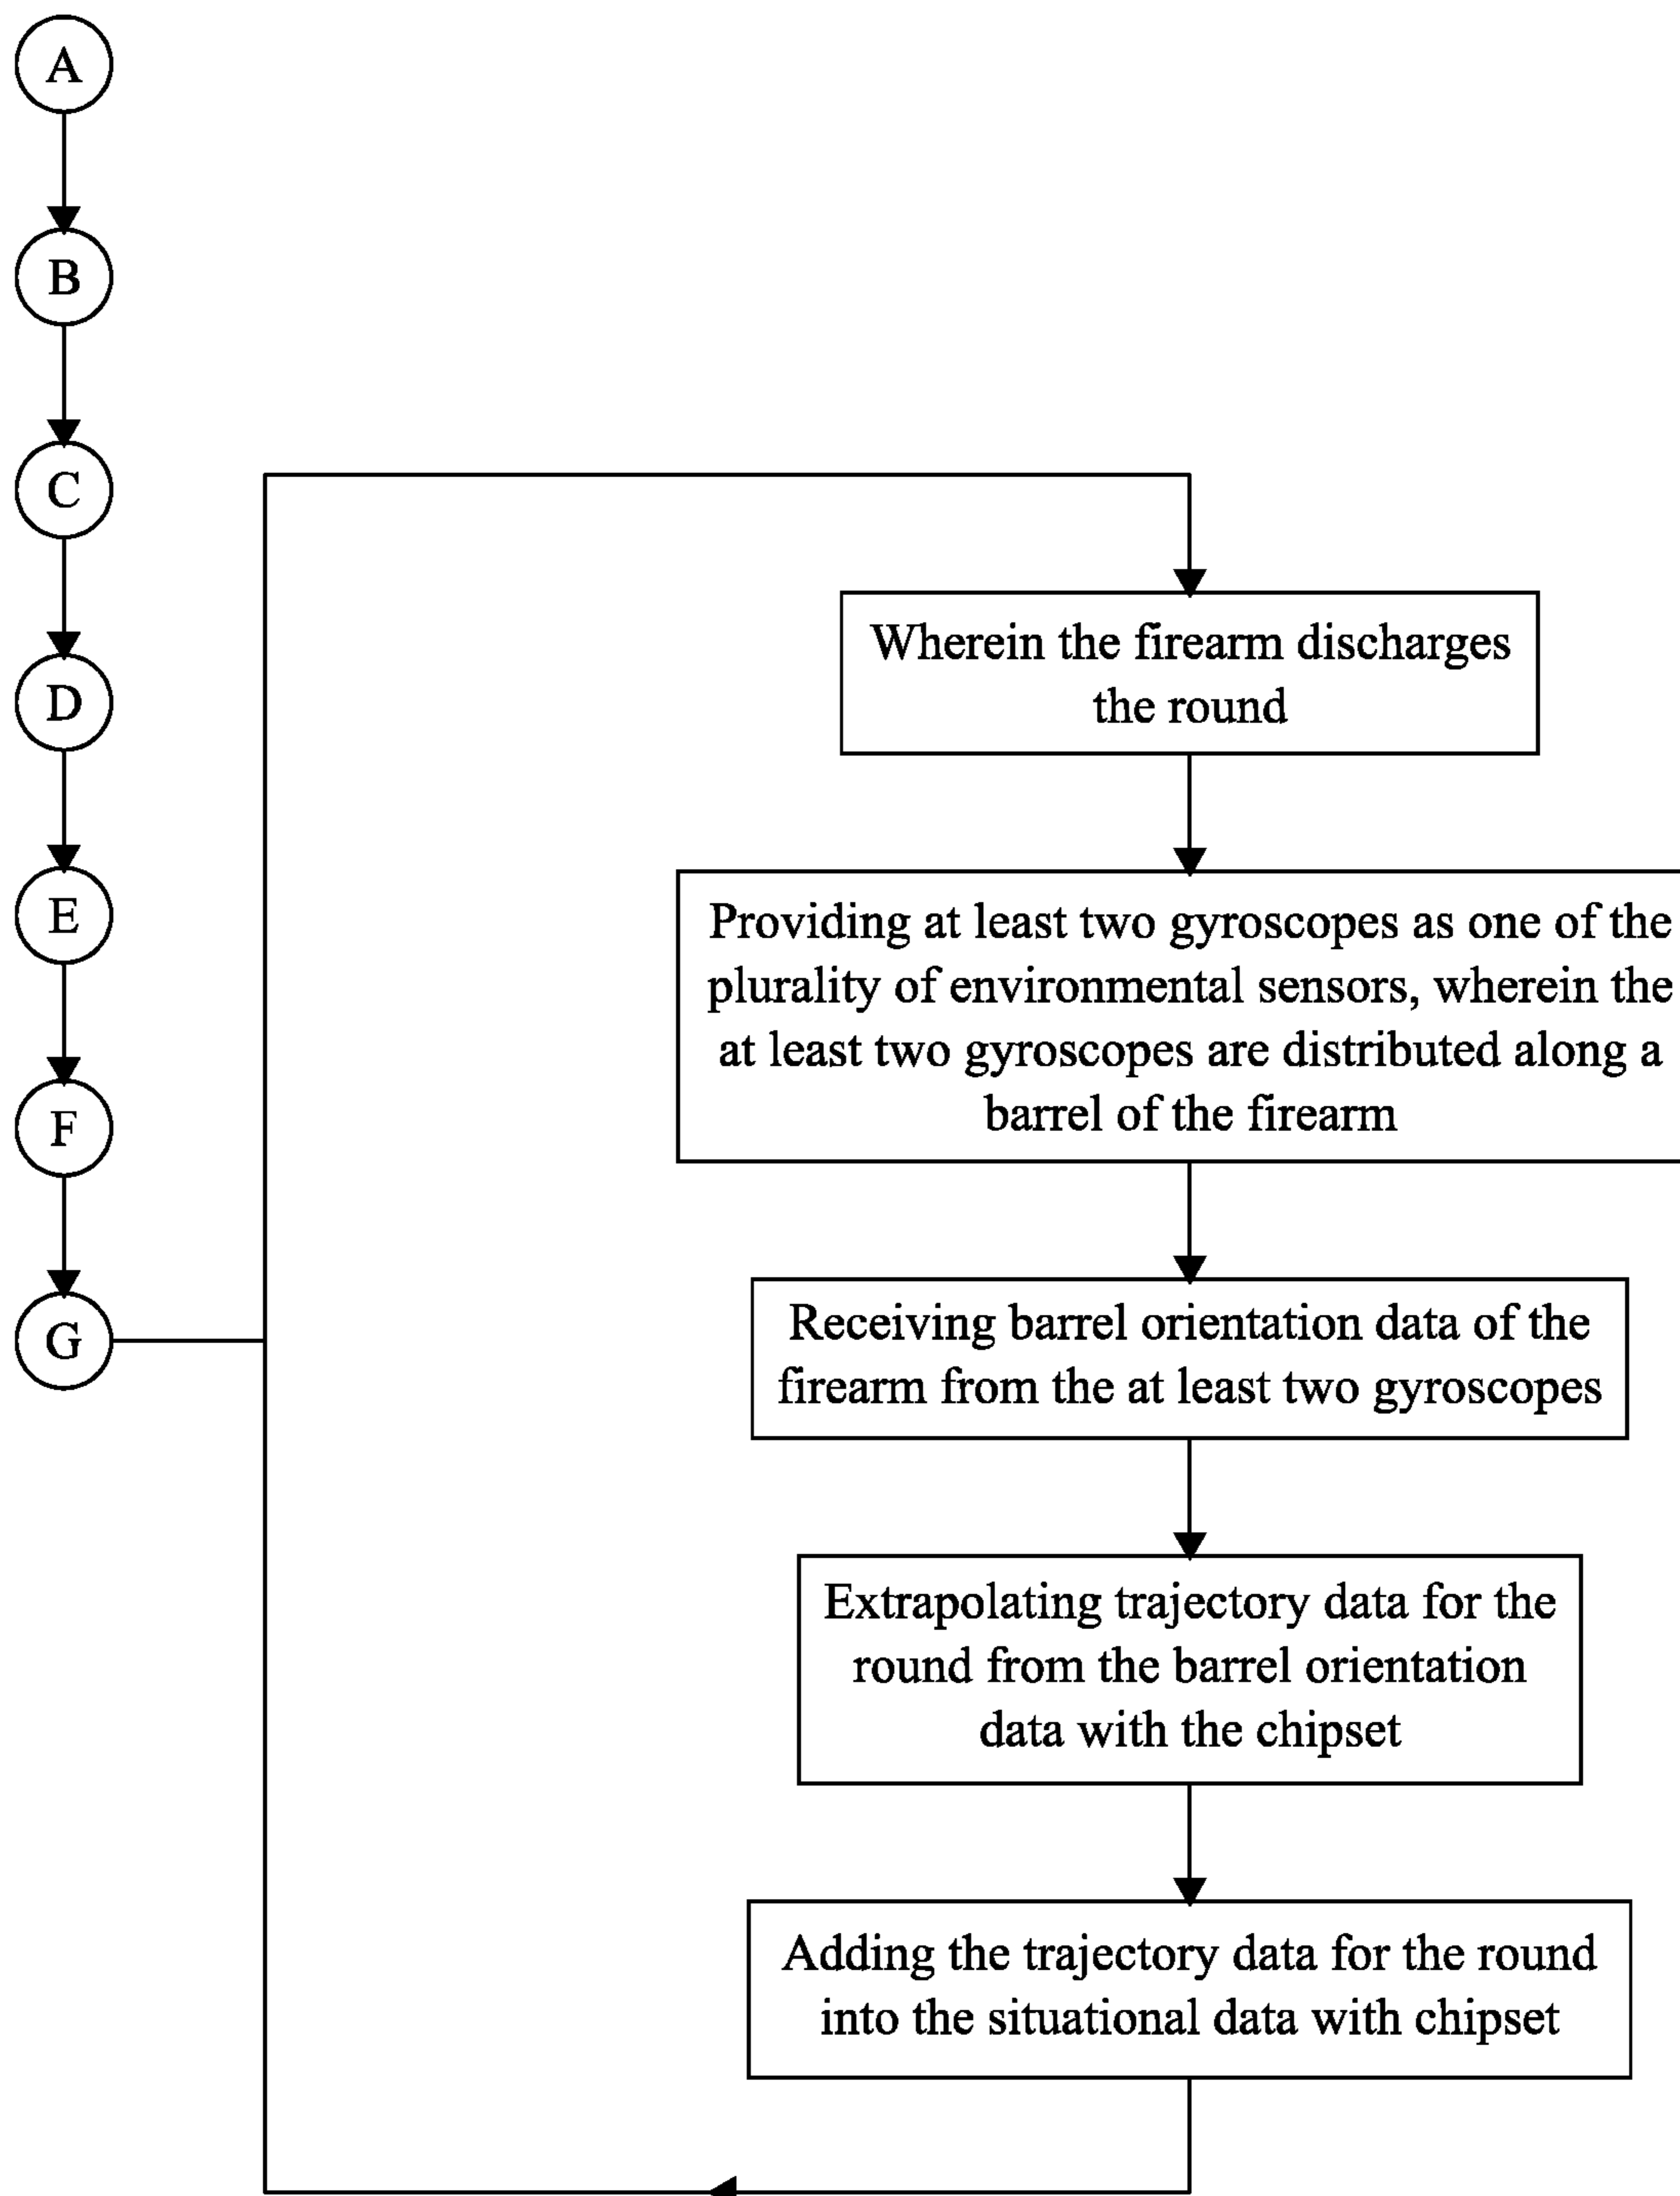 A
B
C
D
E
F
G
Wherein the firearm discharges
the round
Providing at least two gyroscopes as one of the
plurality of environmental sensors, wherein the
at least two gyroscopes are distributed along a
barrel of the firearm
Receiving barrel orientation data of the
firearm from the at least two gyroscopes
Extrapolating trajectory data for the
round from the barrel orientation
data with the chipset
Adding the trajectory data for the round
into the situational data with chipset